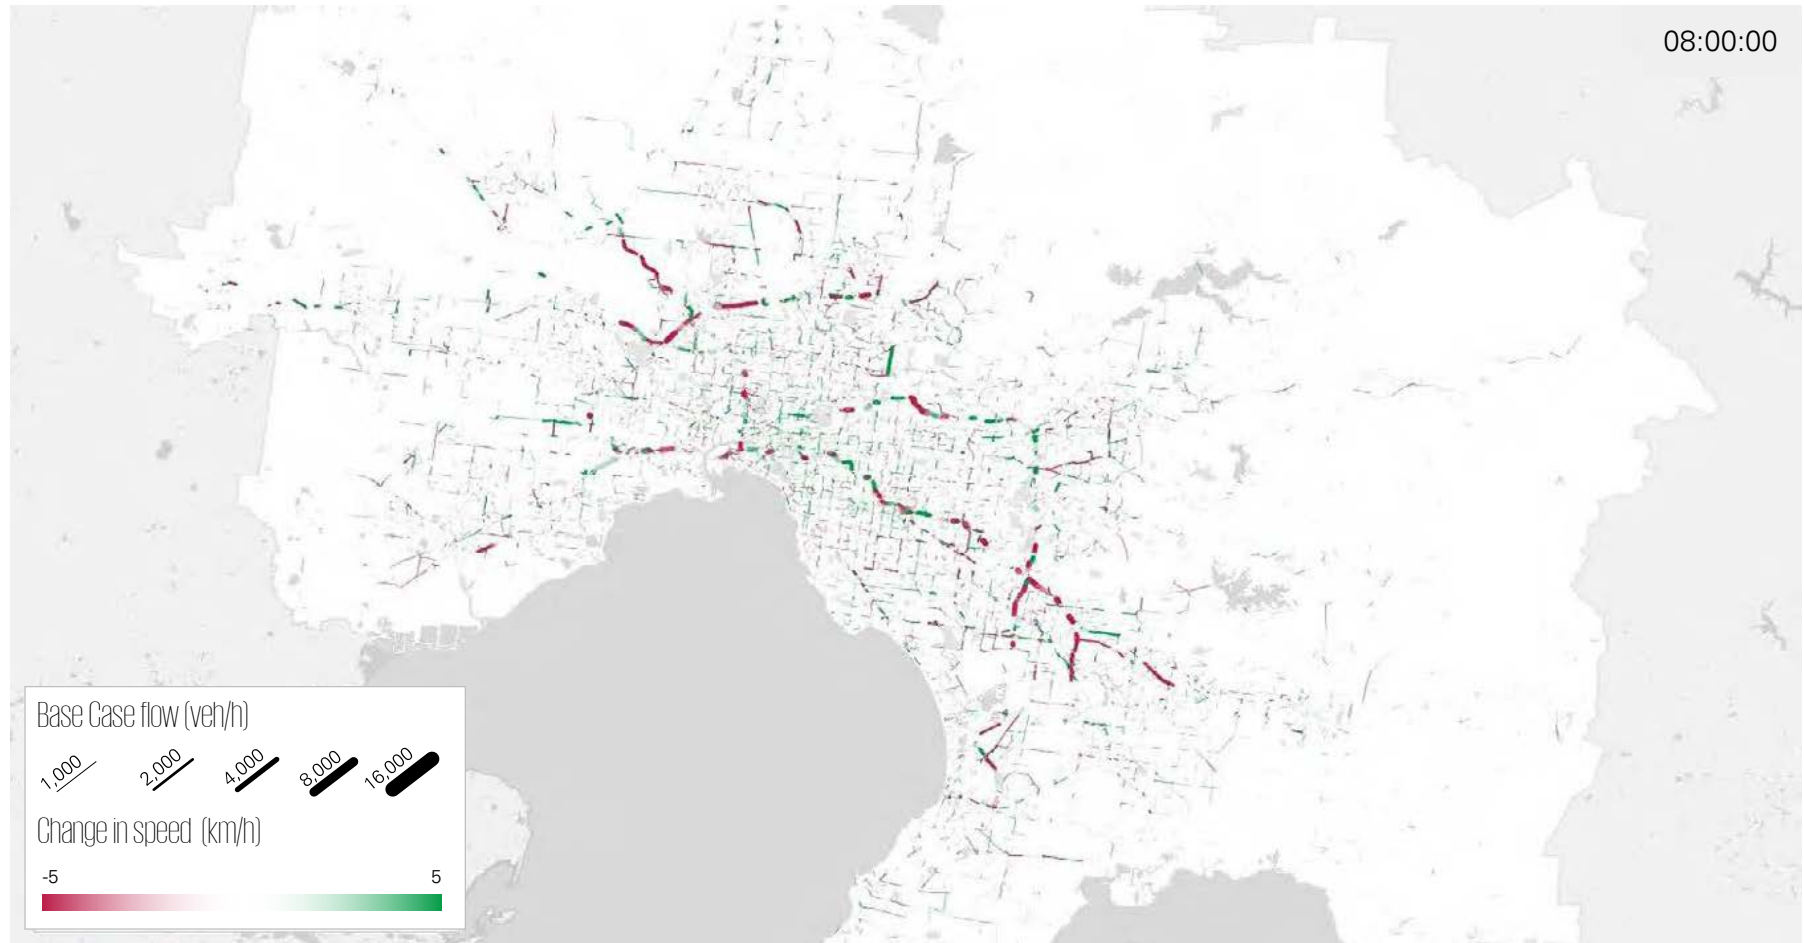 08:00:00
Base Case flow (veh/h)
1,000 2,000 4,000 8,000 16,000
Change in speed (km/h)
-5 5